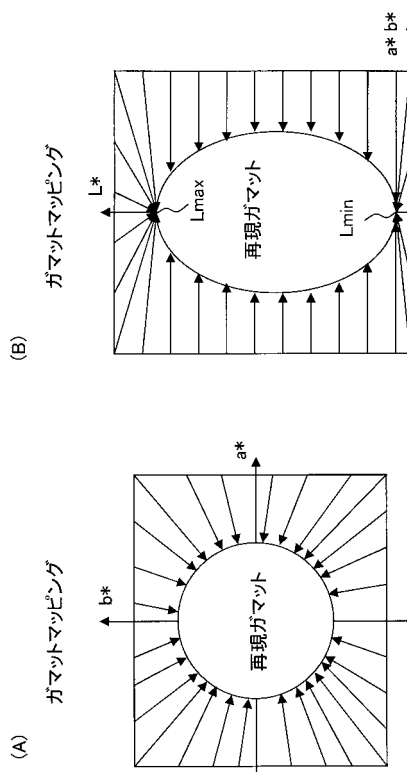 (A)
ガマットマッピング
b*
a*
再現ガマット
(B)
ガマットマッピング
L*
Lmax
再現ガマット
Lmin
a* b*